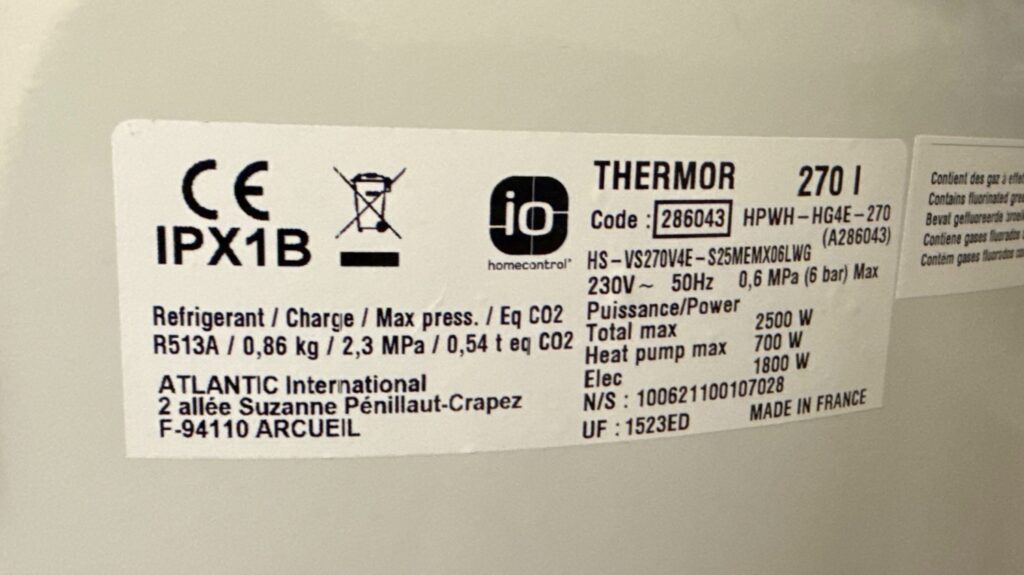 CE
IPX1B
io
homecontrol®
THERMOR 270 l
Code : 286043 HPWH-HG4E-270
(A286043)
HS-VS270V4E-S25MEMX06LWG
230V~ 50Hz 0,6 MPa (6 bar) Max
Puissance/Power
Total max 2500 W
Heat pump max 700 W
Elec 1800 W
N/S : 100621100107028
UF : 1523ED MADE IN FRANCE
Refrigerant / Charge / Max press. / Eq CO2
R513A / 0,86 kg / 2,3 MPa / 0,54 t eq CO2
ATLANTIC International
2 allée Suzanne Pénillaut-Crapez
F-94110 ARCUEIL
Contient des gaz à
Contains fluorinated
Bevat gefluoreerde
Contiene gases fluorados
Contém gases fluorados